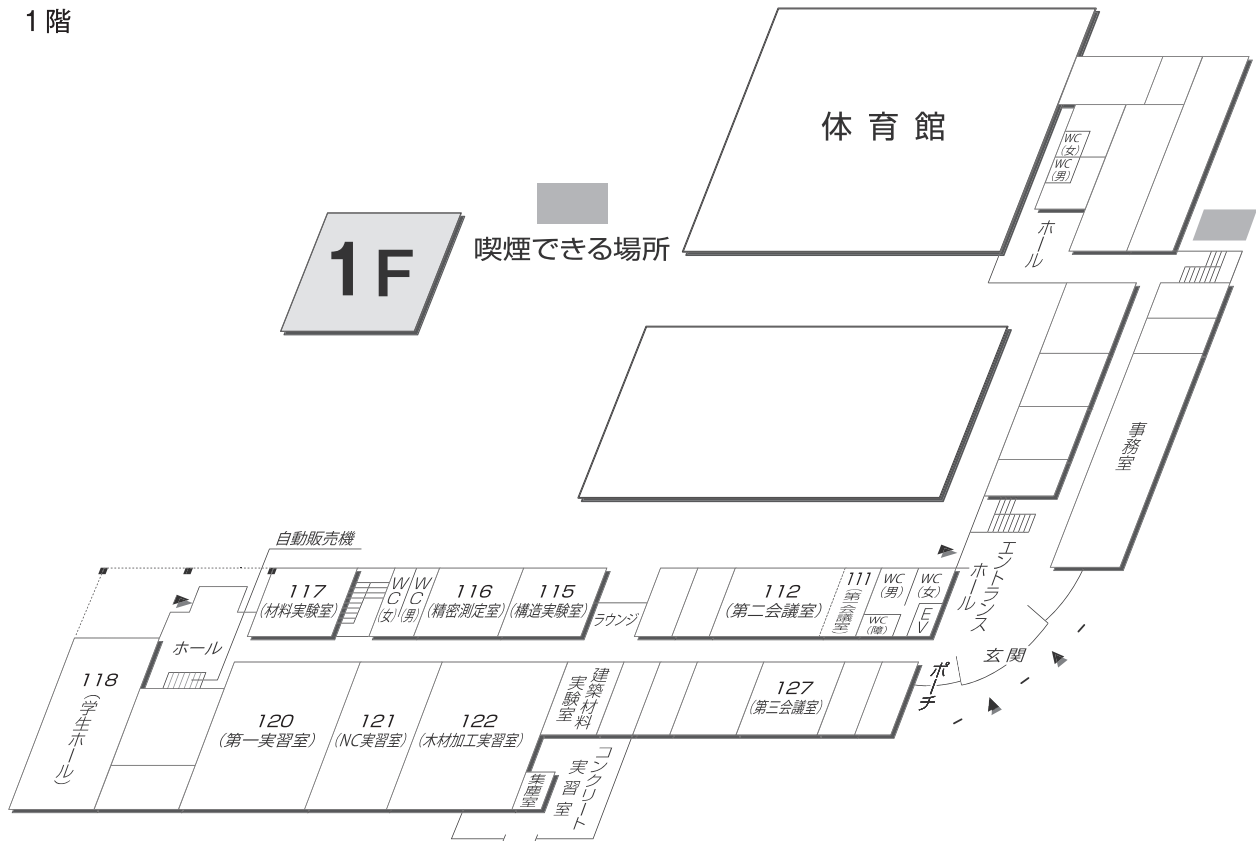 1階
体育館
WC
(女)
WC
(男)
ホール
1F
喫煙できる場所
事務室
自動販売機
エントランス
ホール
117
(材料実験室)
WC(女)
WC(男)
116
(精密測定室)
115
(構造実験室)
ラウンジ
112
(第二会議室)
111
(第一会議室)
WC
(男)
WC
(女)
WC
(障)
EV
ホール
玄関
ポーチ
118
(学生ホール)
120
(第一実習室)
121
(NC実習室)
122
(木材加工実習室)
建築材料
実験室
127
(第三会議室)
集塵室
コンクリート
実習室